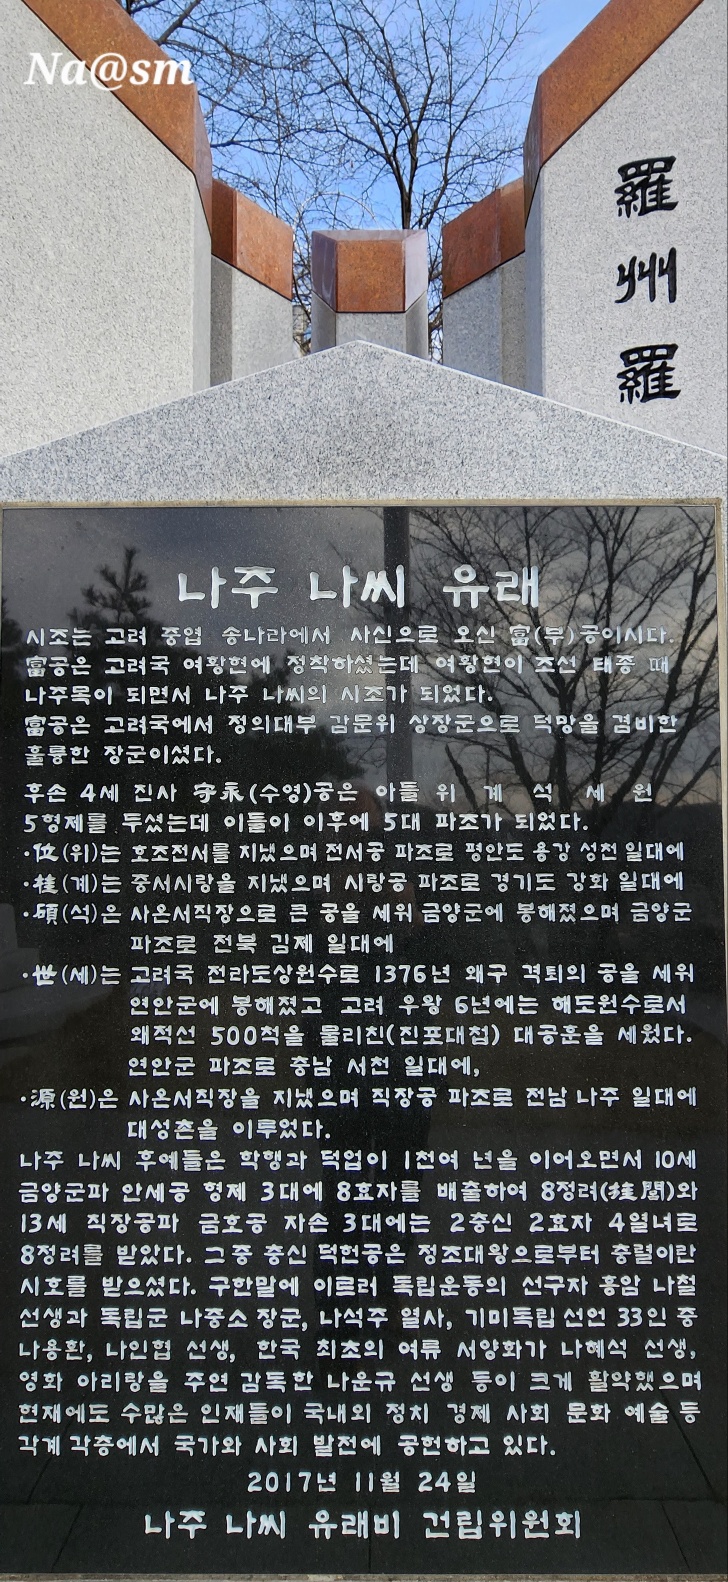 Na@sm
羅
州
羅
나주 나씨 유래
시조는 고려 중엽 송나라에서 사신으로 오신 富(부)공이시다.
富공은 고려국 여황현에 정착하셨는데 여황현이 조선 태종 때
나주목이 되면서 나주 나씨의 시조가 되었다.
富공은 고려국에서 정의대부 감문위 상장군으로 덕망을 겸비한
훌륭한 장군이셨다.
후손 4세 진사 守永(수영)공은 아들 위 계 석 세 원
5형제를 두셨는데 이들이 이후에 5대 파조가 되었다.
·位(위)는 호조전서를 지냈으며 전서공 파조로 평안도 용강 성천 일대에
·桂(계)는 중서시랑을 지냈으며 시랑공 파조로 경기도 강화 일대에
·碩(석)은 사온서직장으로 큰 공을 세워 금양군에 봉해졌으며 금양군
파조로 전북 김제 일대에
·世(세)는 고려국 전라도상원수로 1376년 왜구 격퇴의 공을 세워
연안군에 봉해졌고 고려 우왕 6년에는 해도원수로서
왜적선 500척을 물리친(진포대첩) 대공훈을 세웠다.
연안군 파조로 충남 서천 일대에,
·源(원)은 사온서직장을 지냈으며 직장공 파조로 전남 나주 일대에
대성촌을 이루었다.
나주 나씨 후예들은 학행과 덕업이 1천여 년을 이어오면서 10세
금양군파 안세공 형제 3대에 8효자를 배출하여 8정려(旌閭)와
13세 직장공파 금호공 자손 3대에는 2충신 2효자 4열녀로
8정려를 받았다. 그중 충신 덕헌공은 정조대왕으로부터 충렬이란
시호를 받으셨다. 구한말에 이르러 독립운동의 선구자 홍암 나철
선생과 독립군 나중소 장군, 나석주 열사, 기미독립 선언 33인 중
나용환, 나인협 선생, 한국 최초의 여류 서양화가 나혜석 선생,
영화 아리랑을 주연 감독한 나운규 선생 등이 크게 활약했으며
현재에도 수많은 인재들이 국내외 정치 경제 사회 문화 예술 등
각계 각층에서 국가와 사회 발전에 공헌하고 있다.
2017년 11월 24일
나주 나씨 유래비 건립위원회